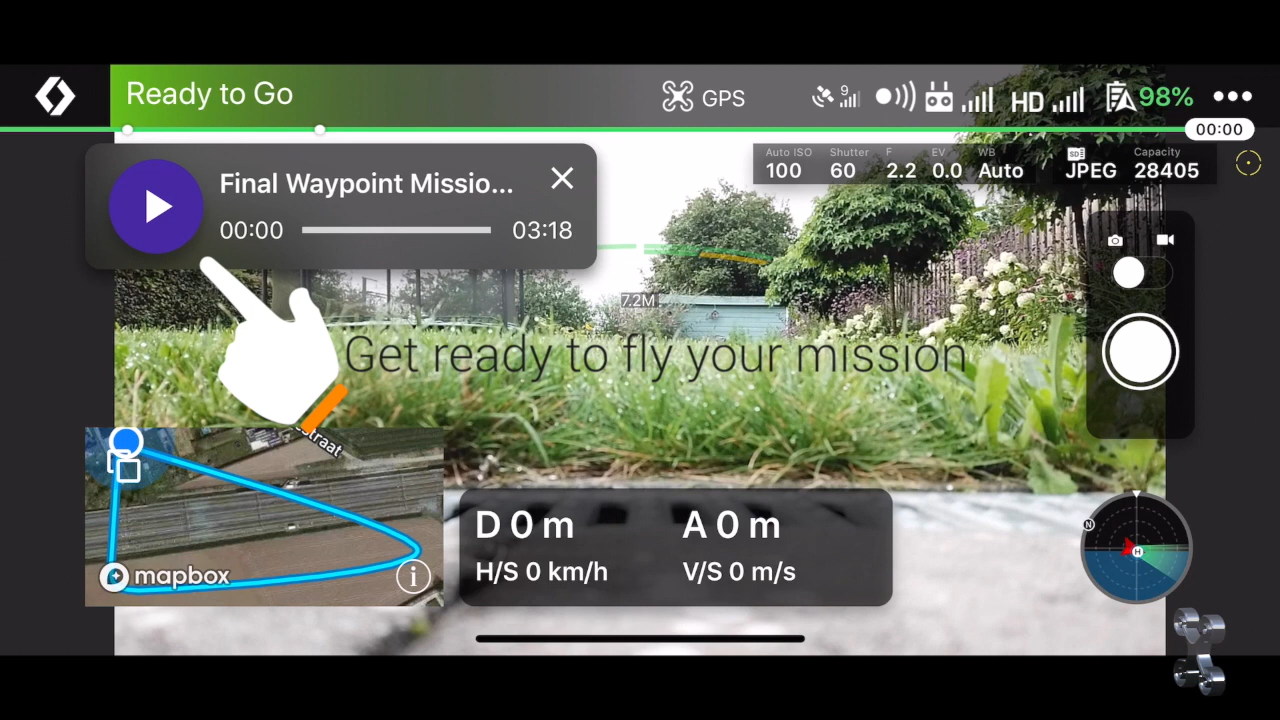 Ready to Go
GPS
9
HD
98%
00:00
Final Waypoint Missio...
00:00
03:18
Auto ISO
100
Shutter
60
F
2.2
EV
0.0
WB
Auto
SD
JPEG
Capacity
28405
7.2M
Get ready to fly your mission
straat
mapbox
i
D 0 m
A 0 m
H/S 0 km/h
V/S 0 m/s
N
H